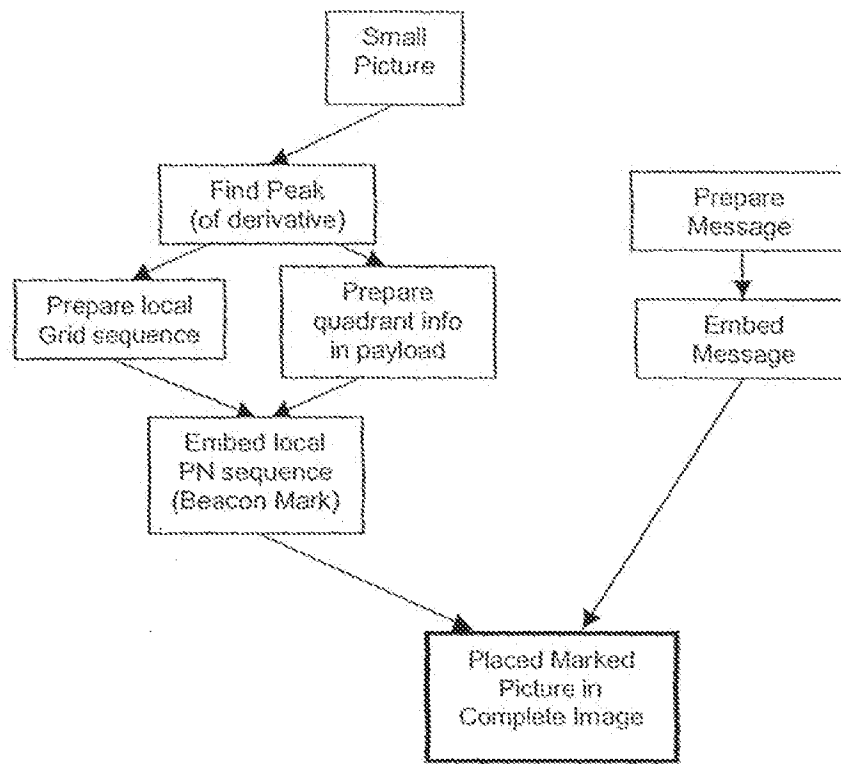 Small
Picture
Find Peak
(of derivative)
Prepare
Message
Prepare local
Grid sequence
Prepare
quadrant info
in payload
Embed
Message
Embed local
PN sequence
(Beacon Mark)
Placed Marked
Picture in
Complete Image